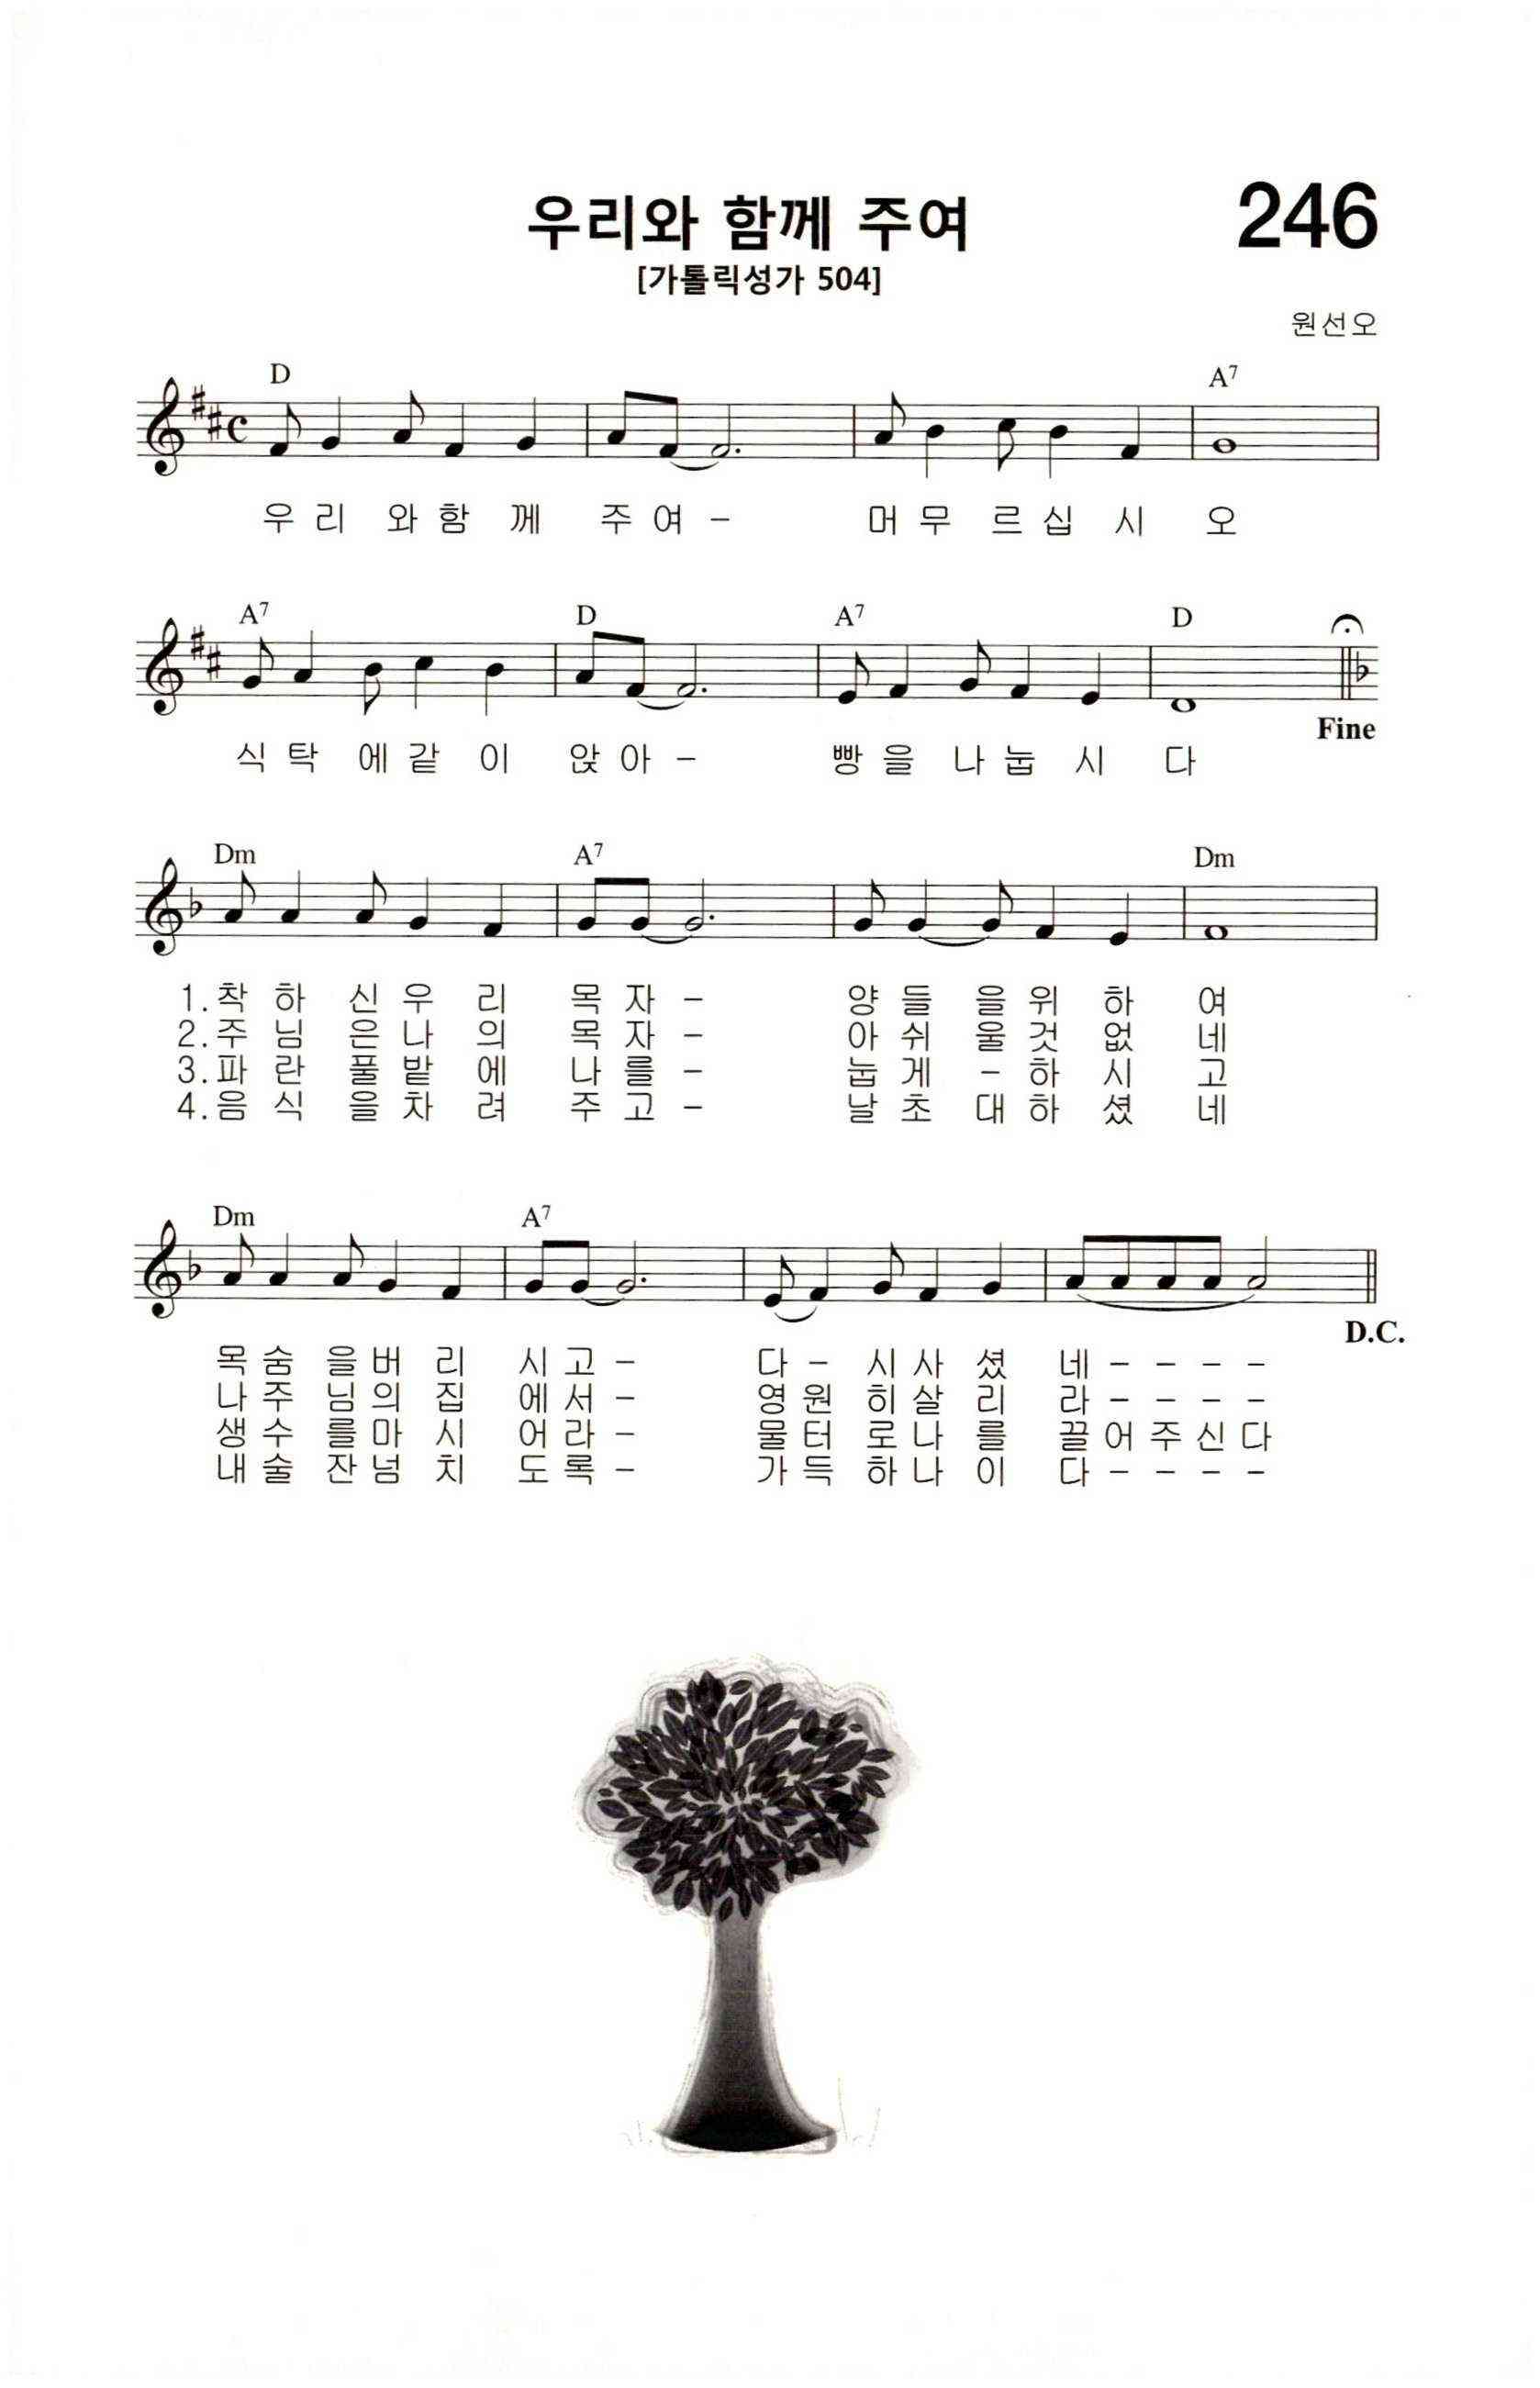 우리와 함께 주여
246
[가톨릭성가 504]
원선오
D A7
우리 와함 께 주여- 머무 르십 시 오
A7 D A7 D
Fine
식탁 에같 이 앉아- 빵을 나눕 시 다
Dm A7 Dm
1.착하 신우 리 목자- 양들 을위 하 여
2.주님 은나 의 목자- 아쉬 울것 없 네
3.파란 풀밭 에 나를- 눕게 -하 시 고
4.음식 을차 려 주고- 날초 대하 셨 네
Dm A7
D.C.
목숨 을버 리 시고- 다- 시사 셨 네----
나주 님의 집 에서- 영원 히살 리 라----
생수 를마 시 어라- 물터 로나 를 끌어주신다
내술 잔넘 치 도록- 가득 하나 이 다----